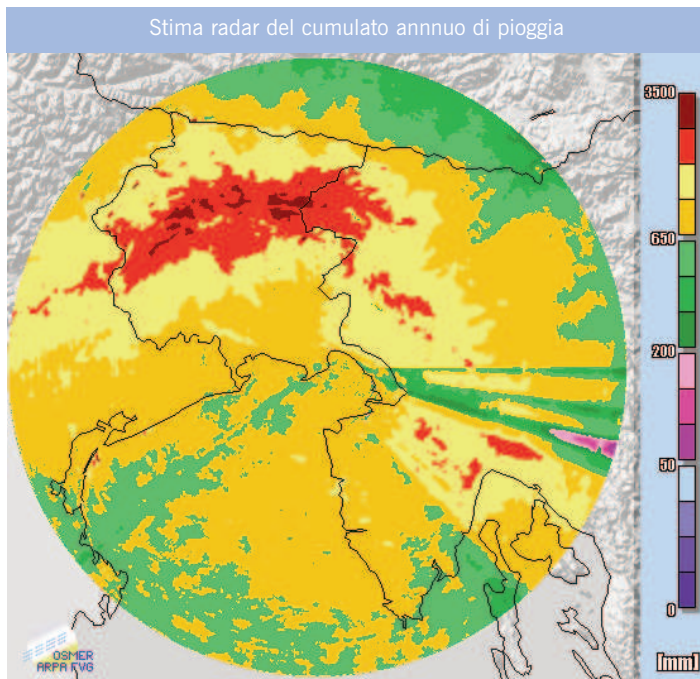 Stima radar del cumulato annnuo di pioggia
3500
650
200
50
0
[mm]
OSMER
ARPA FVG